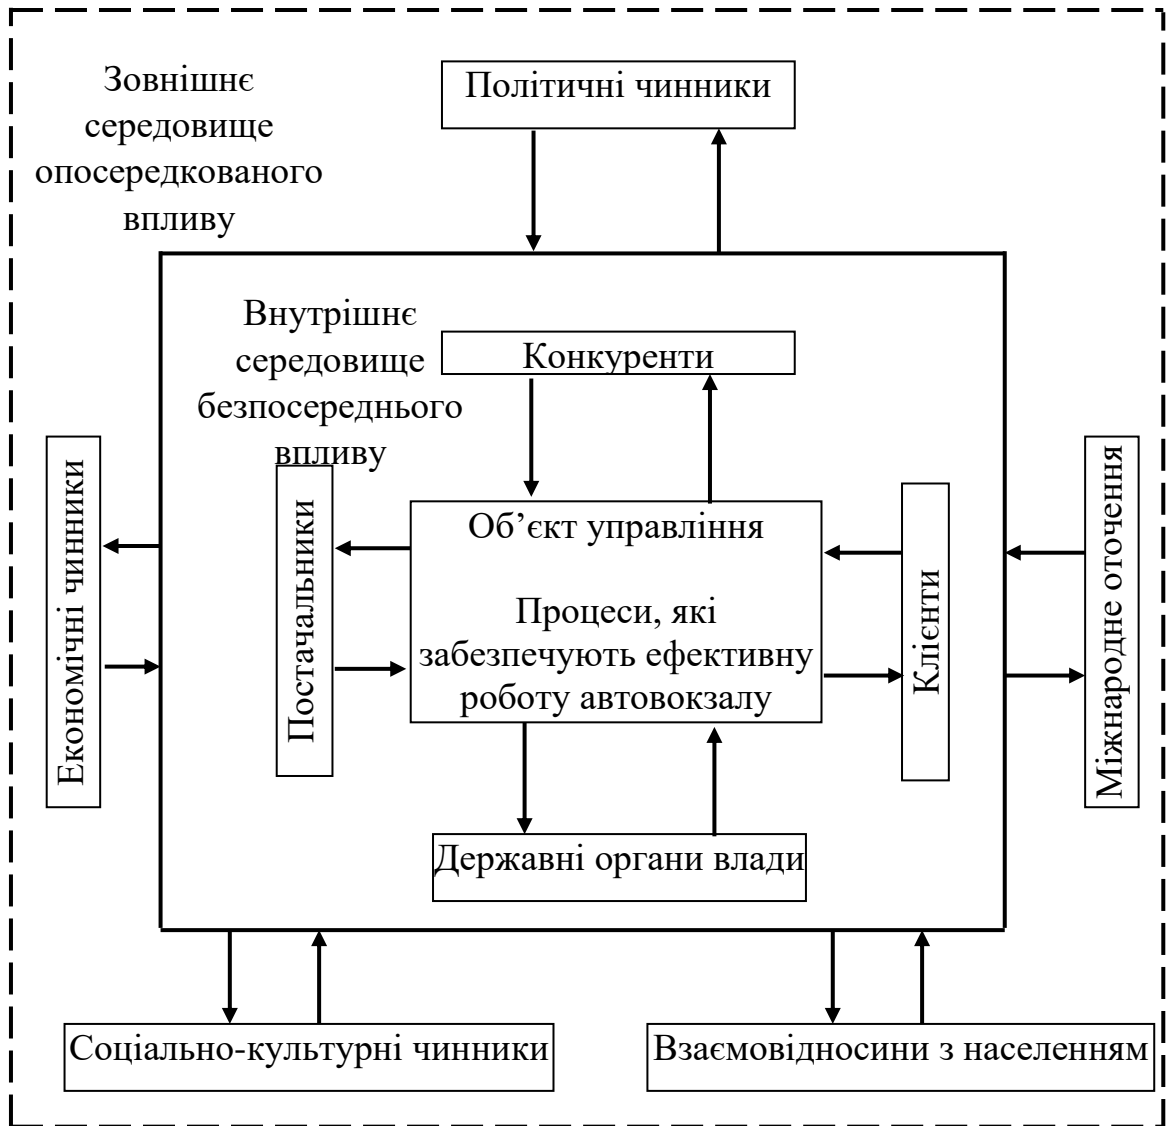 Зовнішнє
середовище
опосередкованого
впливу
Політичні чинники
Внутрішнє
середовище
безпосереднього
впливу
Конкуренти
Економічні чинники
Постачальники
Об’єкт управління
Процеси, які
забезпечують ефективну
роботу автовокзалу
Клієнти
Міжнародне оточення
Державні органи влади
Соціально-культурні чинники
Взаємовідносини з населенням